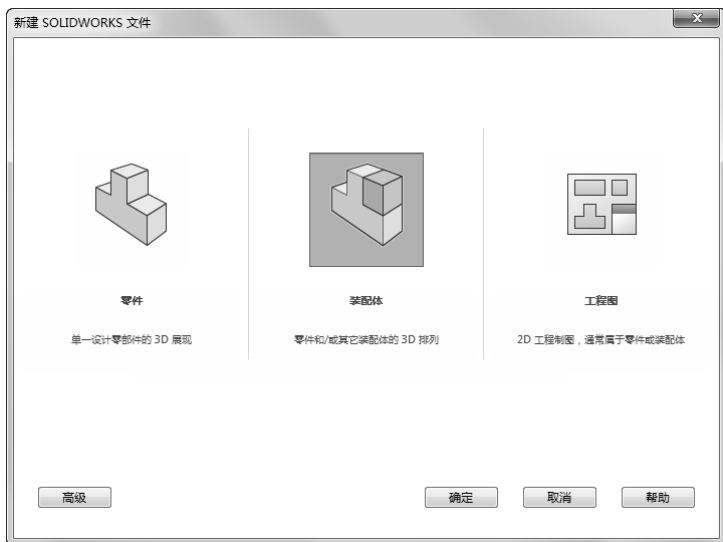 新建 SOLIDWORKS 文件
零件
装配体
工程图
单一设计零部件的 3D 展现
零件和/或其它装配体的 3D 排列
2D 工程制图，通常属于零件或装配体
高级
确定
取消
帮助